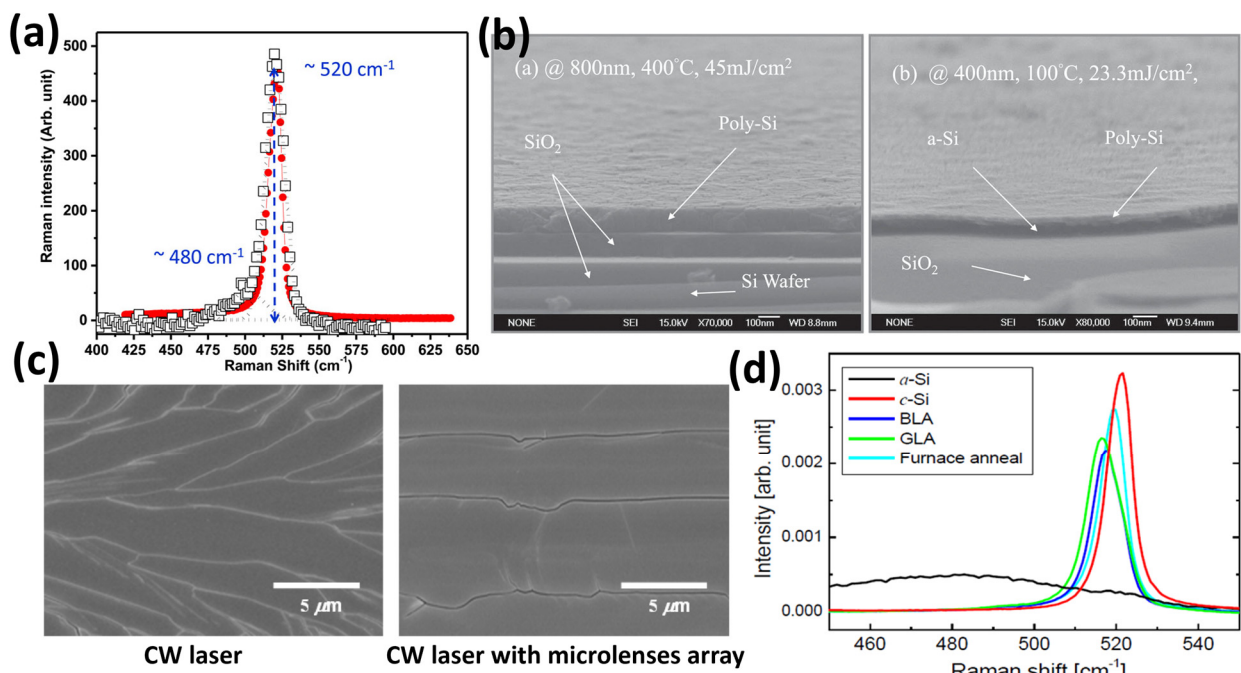 (a)
500
400
300
200
100
0
Raman intensity (Arb. unit)
~ 520 cm-1
~ 480 cm-1
400 425 450 475 500 525 550 575 600 625 650
Raman Shift (cm-1)
(b)
(a) @ 800nm, 400°C, 45mJ/cm2
Poly-Si
SiO2
Si Wafer
NONE SEI 15.0kV X70,000 100nm WD 8.8mm
(b) @ 400nm, 100°C, 23.3mJ/cm2,
a-Si
Poly-Si
SiO2
NONE SEI 15.0kV X80,000 100nm WD 9.4mm
(c)
5 μm
CW laser
5 μm
CW laser with microlenses array
(d)
a-Si
c-Si
BLA
GLA
Furnace anneal
0.003
0.002
0.001
0.000
Intensity [arb. unit]
460 480 500 520 540
Raman shift [cm-1]